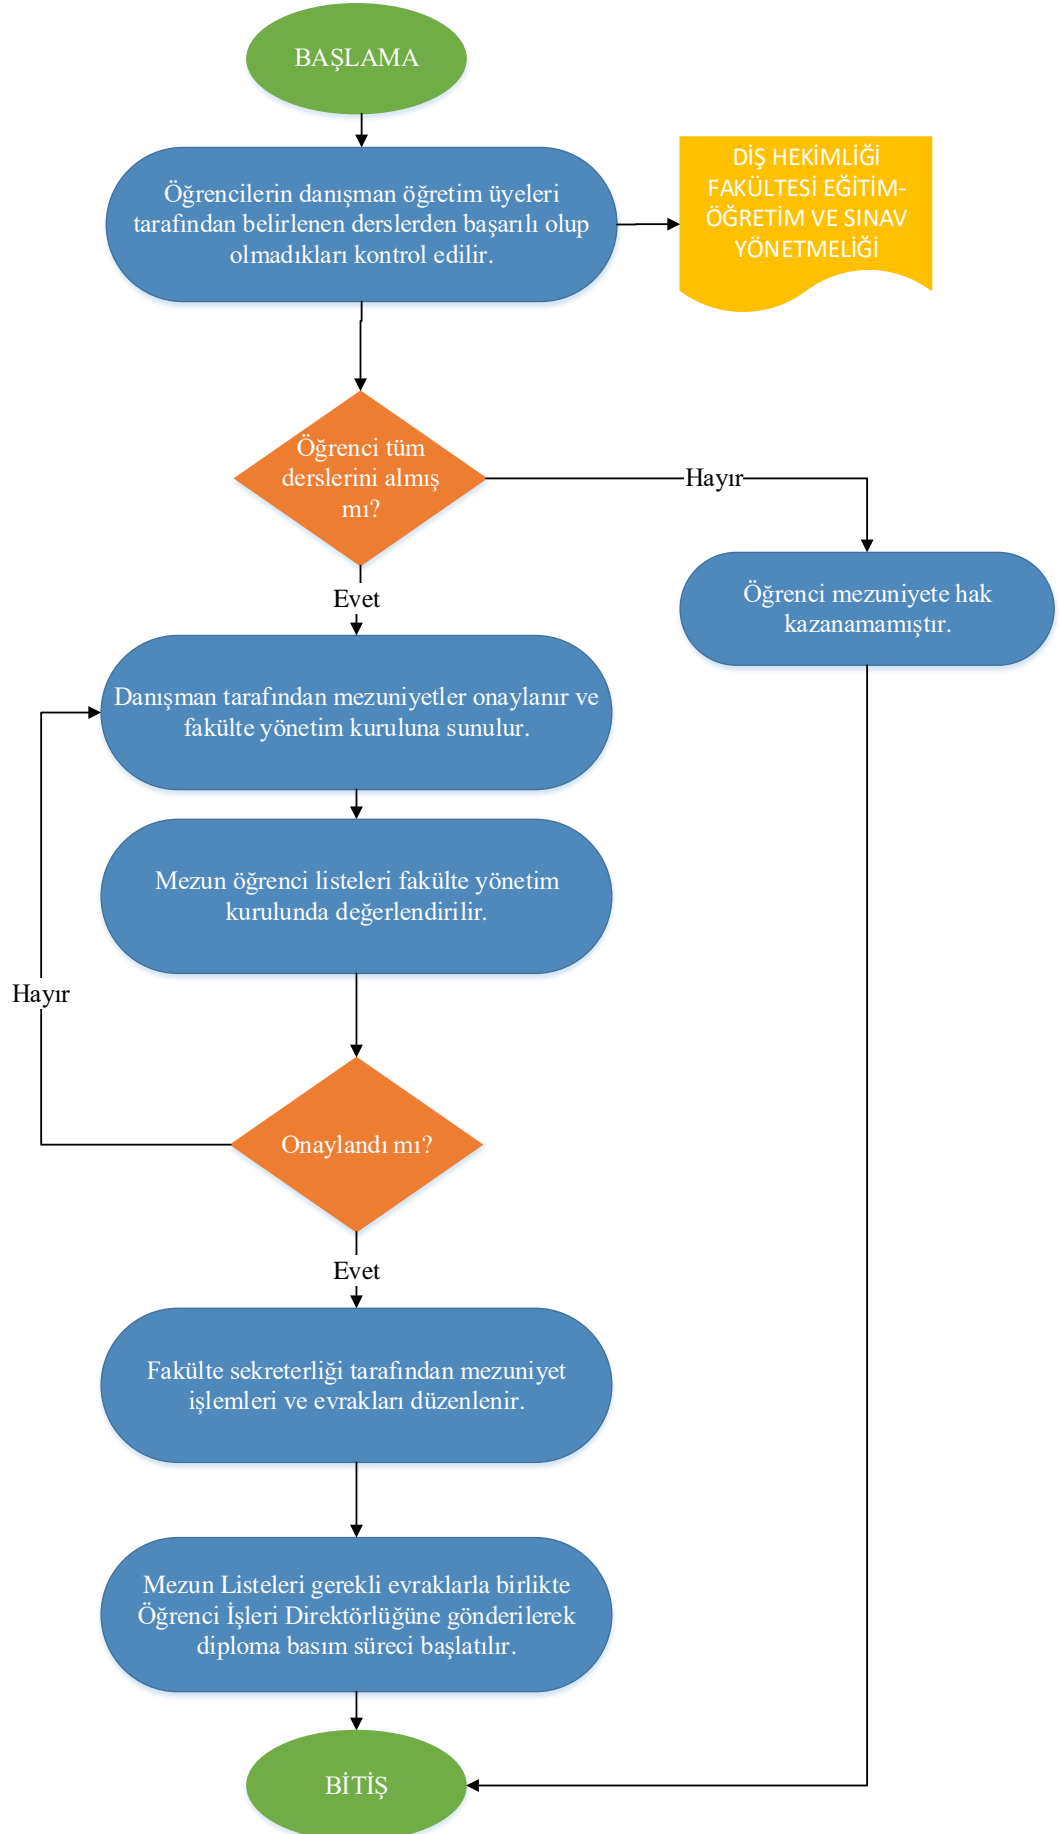 BAŞLAMA
Öğrencilerin danışman öğretim üyeleri
tarafından belirlenen derslerden başarılı olup
olmadıkları kontrol edilir.
DİŞ HEKİMLİĞİ
FAKÜLTESİ EĞİTİM-
ÖĞRETİM VE SINAV
YÖNETMELİĞİ
Öğrenci tüm
derslerini almış
mı?
Hayır
Evet
Öğrenci mezuniyete hak
kazanamamıştır.
Danışman tarafından mezuniyetler onaylanır ve
fakülte yönetim kuruluna sunulur.
Mezun öğrenci listeleri fakülte yönetim
kurulunda değerlendirilir.
Hayır
Onaylandı mı?
Evet
Fakülte sekreterliği tarafından mezuniyet
işlemleri ve evrakları düzenlenir.
Mezun Listeleri gerekli evraklarla birlikte
Öğrenci İşleri Direktörlüğüne gönderilerek
diploma basım süreci başlatılır.
BİTİŞ